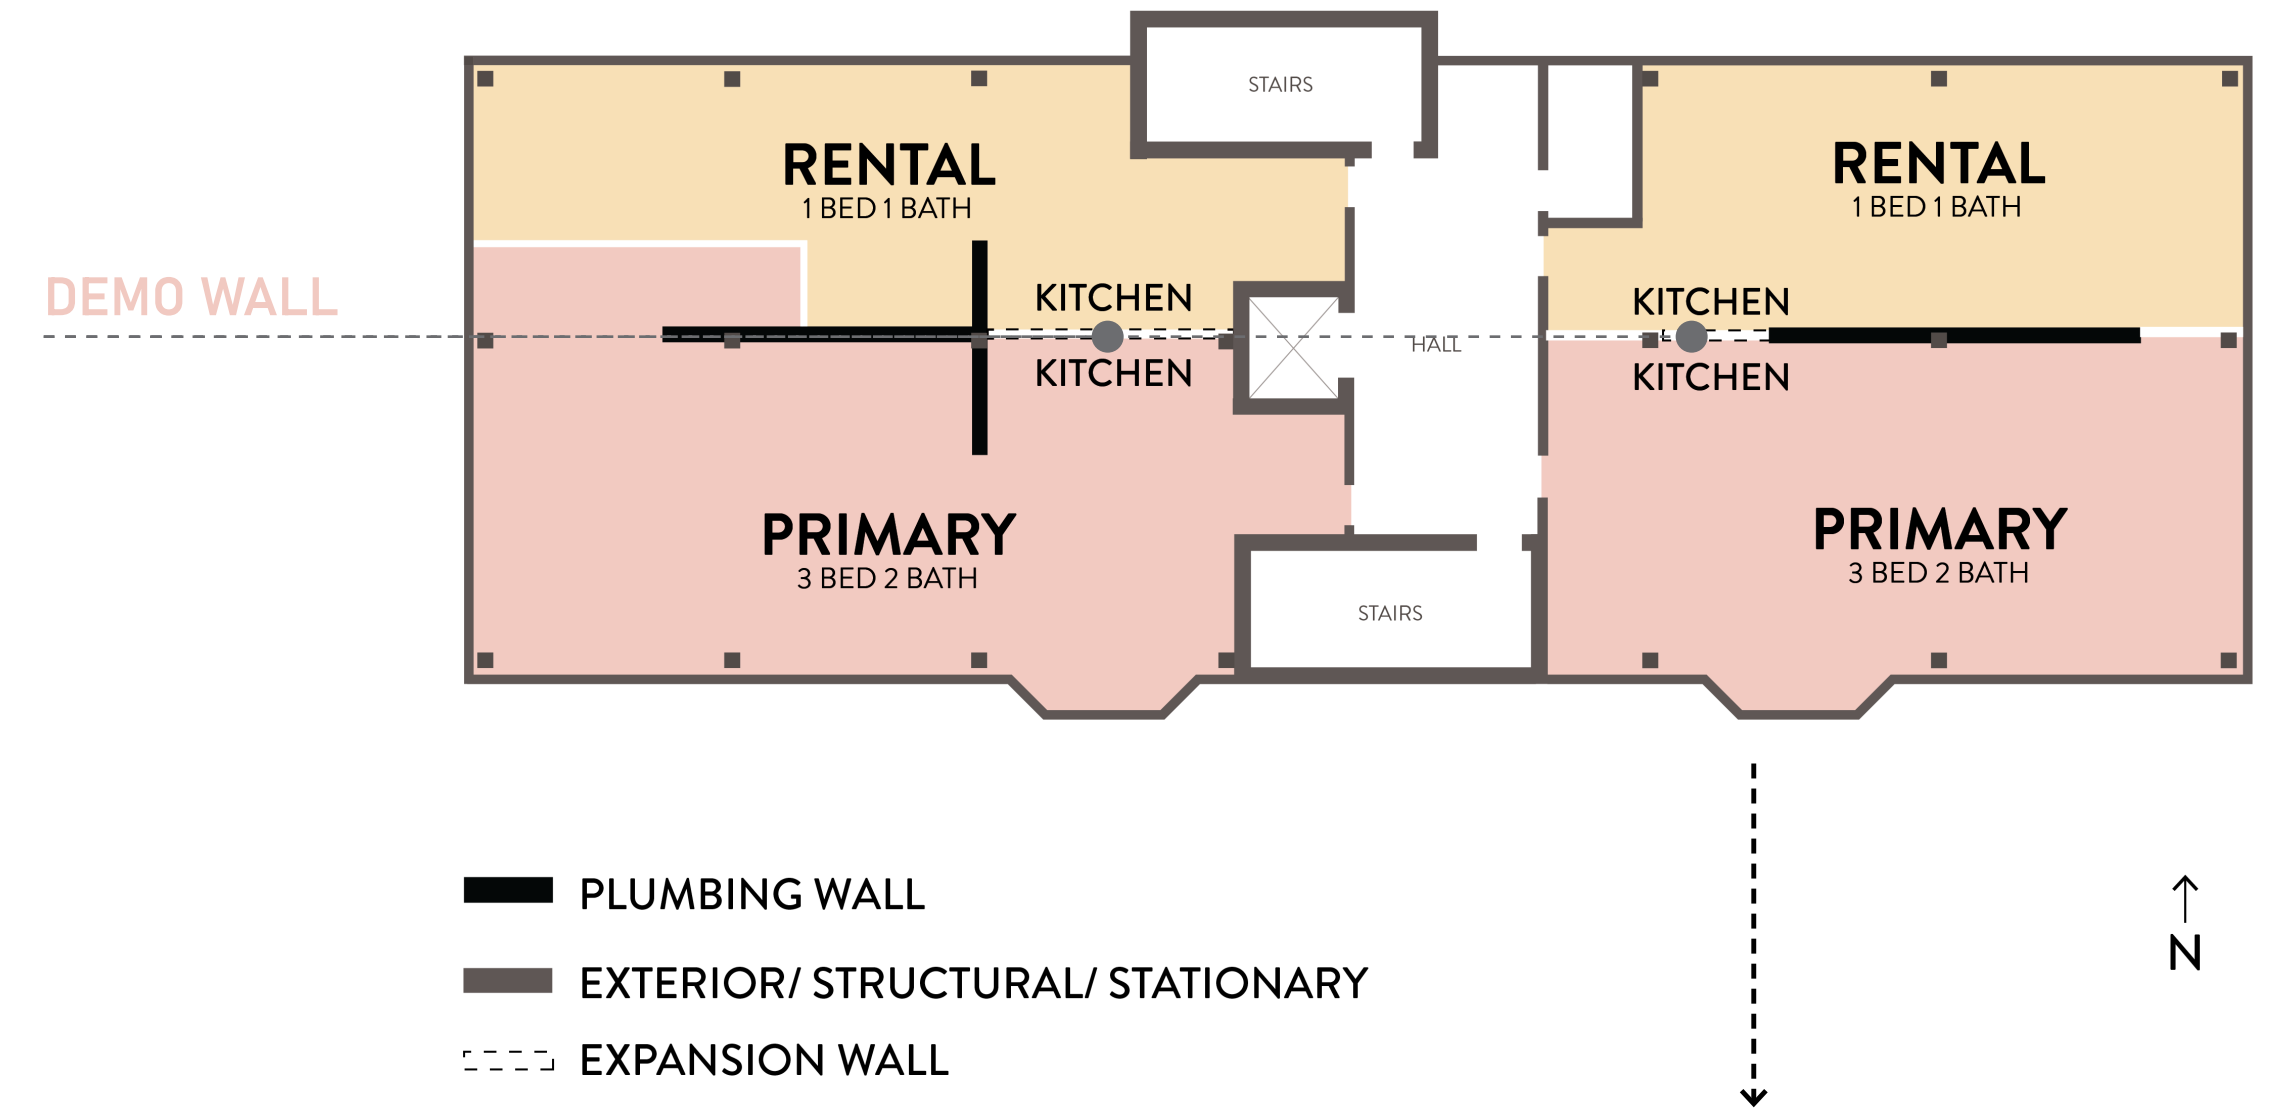 STAIRS
RENTAL
1 BED 1 BATH
RENTAL
1 BED 1 BATH
DEMO WALL
KITCHEN
KITCHEN
HALL
KITCHEN
KITCHEN
PRIMARY
3 BED 2 BATH
PRIMARY
3 BED 2 BATH
STAIRS
PLUMBING WALL
EXTERIOR/ STRUCTURAL/ STATIONARY
EXPANSION WALL
N